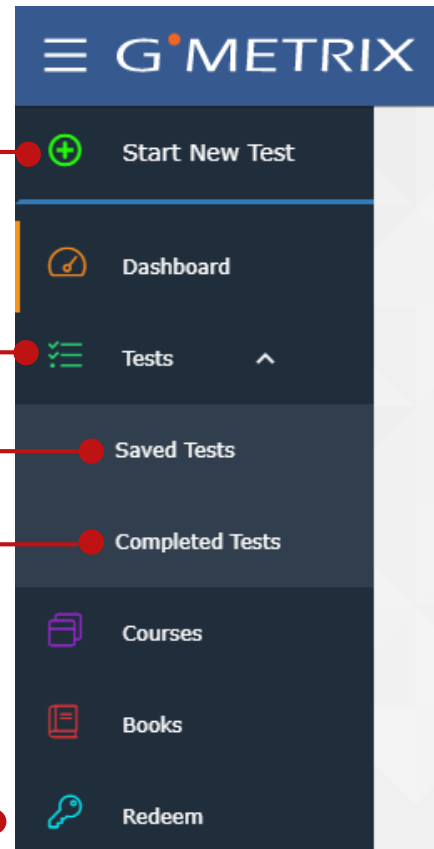 G METRIX
Start New Test
Dashboard
Tests
Saved Tests
Completed Tests
Courses
Books
Redeem